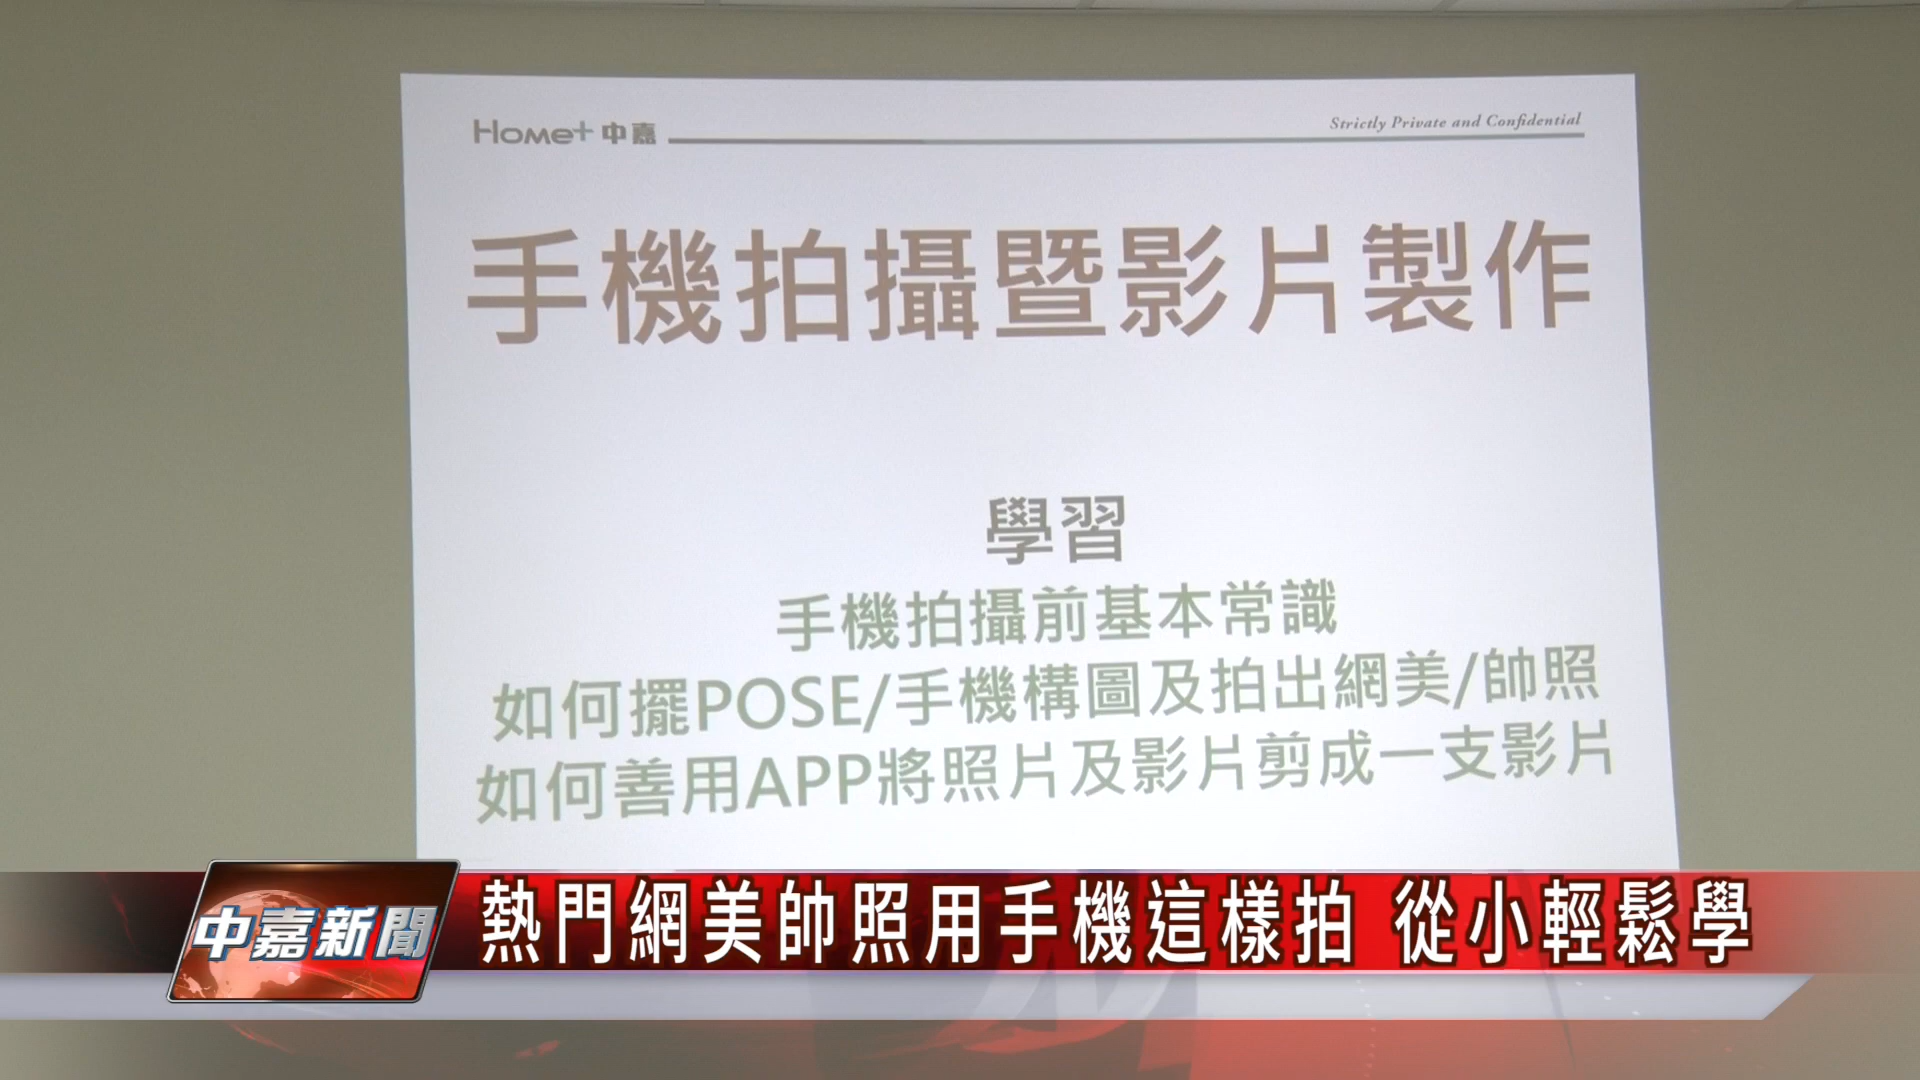 Home+中嘉
Strictly Private and Confidential
手機拍攝暨影片製作
學習
手機拍攝前基本常識
如何擺POSE/手機構圖及拍出網美/帥照
如何善用APP將照片及影片剪成一支影片
中嘉新聞
熱門網美帥照用手機這樣拍 從小輕鬆學